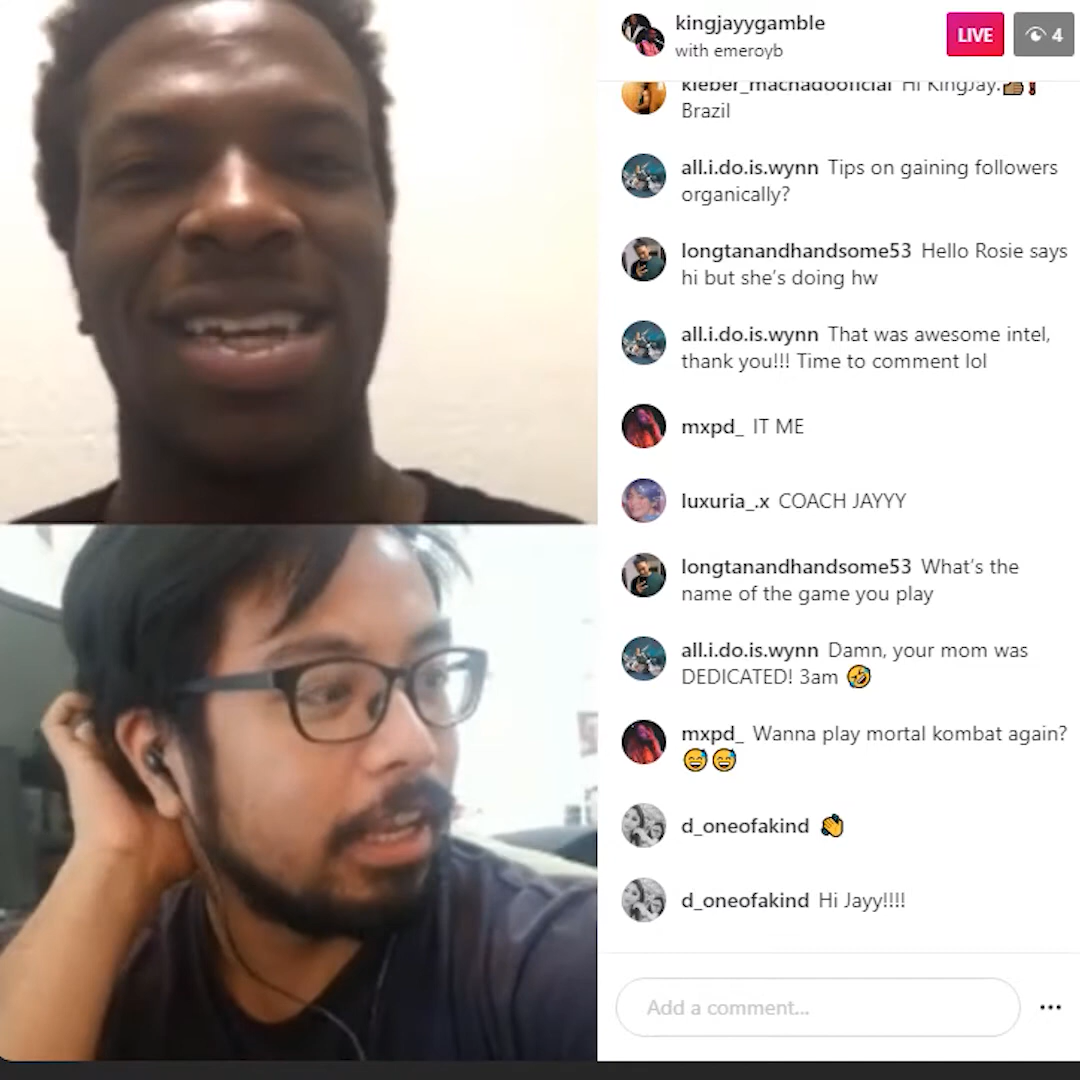 kingjayygamble
with emeroyb
LIVE
4
kleber_machadooficial Hi KingJay.
Brazil
all.i.do.is.wynn Tips on gaining followers
organically?
longtanandhandsome53 Hello Rosie says
hi but she's doing hw
all.i.do.is.wynn That was awesome intel,
thank you!!! Time to comment lol
mxpd_ IT ME
luxuria_.x COACH JAYYY
longtanandhandsome53 What's the
name of the game you play
all.i.do.is.wynn Damn, your mom was
DEDICATED! 3am 🤣
mxpd_ Wanna play mortal kombat again?
😅😅
d_oneofakind 👏
d_oneofakind Hi Jayy!!!!
Add a comment...